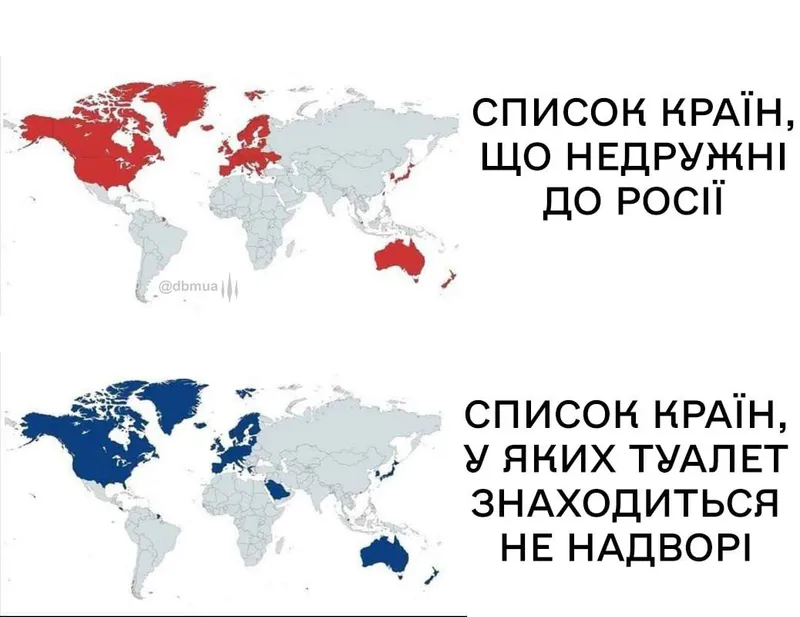 СПИСОК КРАЇН,
ЩО НЕДРУЖНІ
ДО РОСІЇ
@dbmua
СПИСОК КРАЇН,
У ЯКИХ ТУАЛЕТ
ЗНАХОДИТЬСЯ
НЕ НАДВОРІ